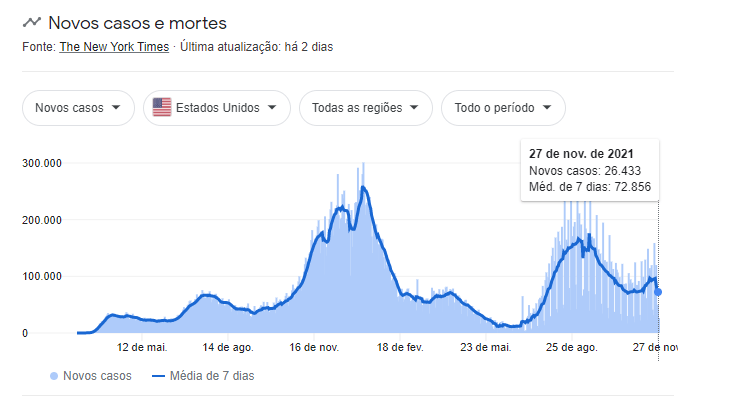 Novos casos e mortes
Fonte: The New York Times · Última atualização: há 2 dias
Novos casos
Estados Unidos
Todas as regiões
Todo o período
27 de nov. de 2021
Novos casos: 26.433
Méd. de 7 dias: 72.856
300.000
200.000
100.000
0
12 de mai.
14 de ago.
16 de nov.
18 de fev.
23 de mai.
25 de ago.
27 de nov
Novos casos
Média de 7 dias